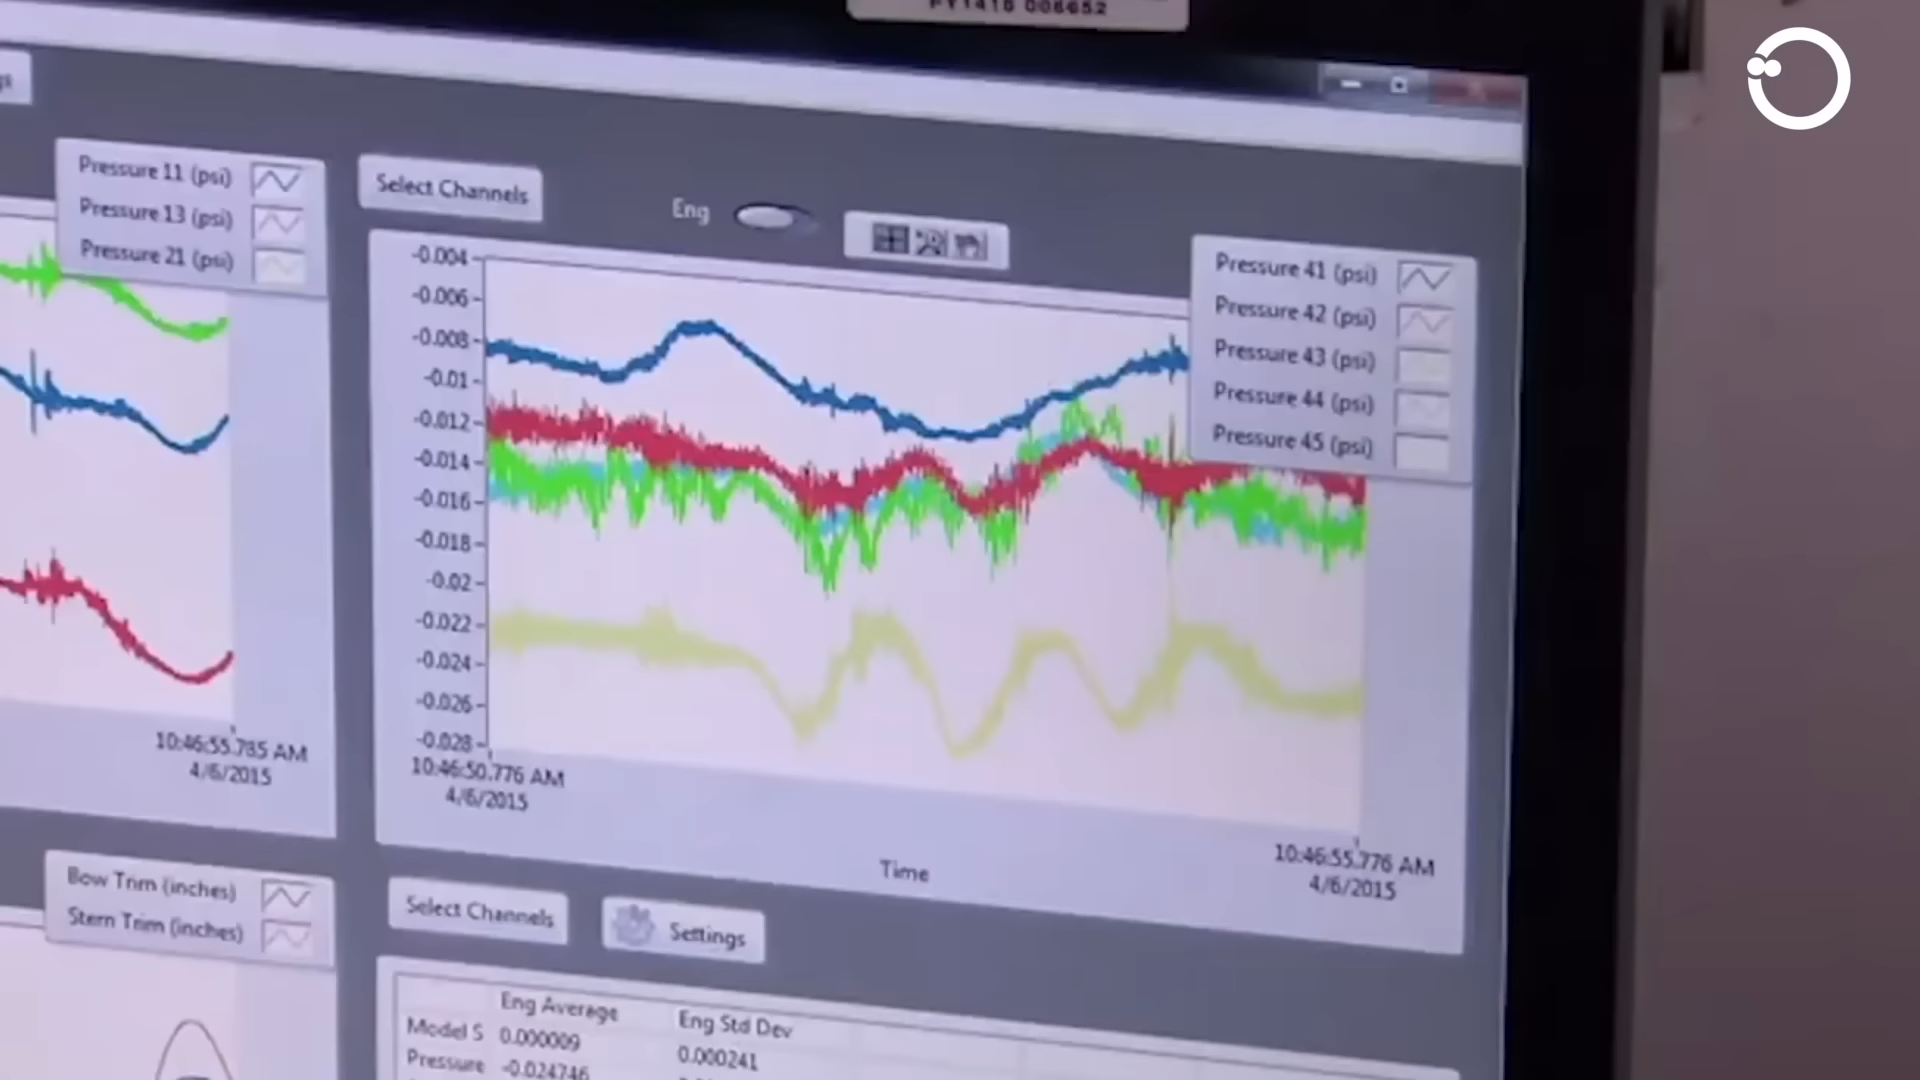 Pressure 11 (psi)
Pressure 13 (psi)
Pressure 21 (psi)
Select Channels
Eng
Pressure 41 (psi)
Pressure 42 (psi)
Pressure 43 (psi)
Pressure 44 (psi)
Pressure 45 (psi)
-0.004
-0.006
-0.008
-0.01
-0.012
-0.014
-0.016
-0.018
-0.02
-0.022
-0.024
-0.026
-0.028
10:46:55.785 AM
4/6/2015
10:46:50.776 AM
4/6/2015
10:46:55.776 AM
4/6/2015
Time
Bow Trim (inches)
Stern Trim (inches)
Select Channels
Settings
Eng Average Eng Std Dev
Model S 0.000009 0.000241
Pressure -0.024746